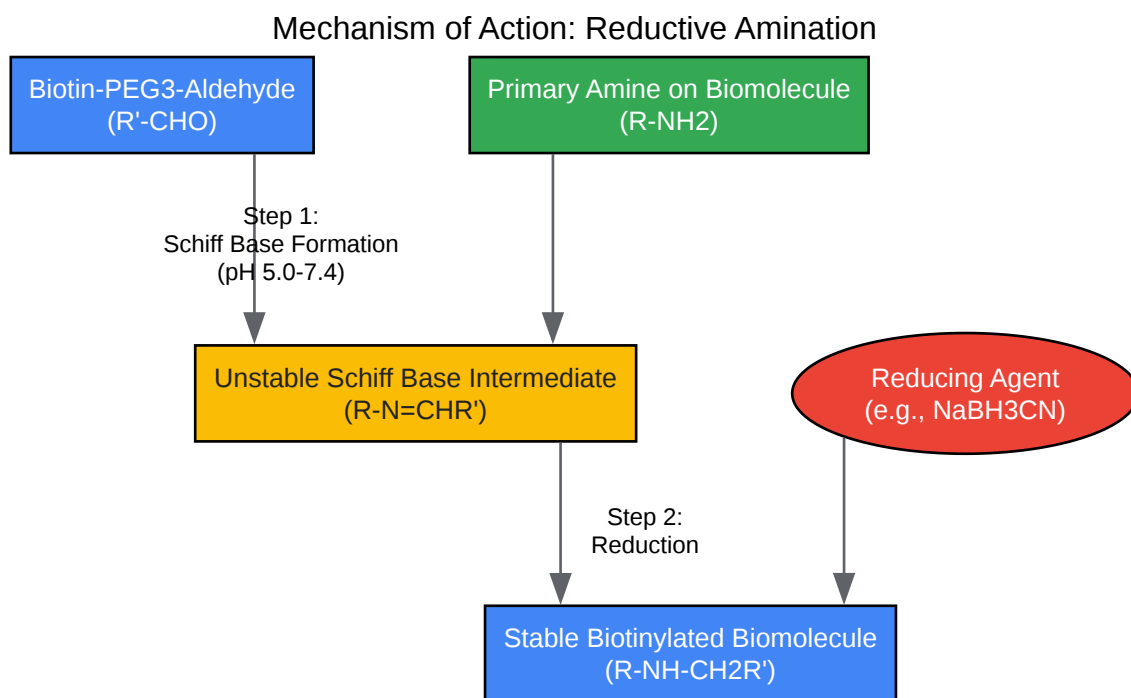 Mechanism of Action: Reductive Amination
Biotin-PEG3-Aldehyde
(R'-CHO)
Primary Amine on Biomolecule
(R-NH2)
Step 1:
Schiff Base Formation
(pH 5.0-7.4)
Unstable Schiff Base Intermediate
(R-N=CHR')
Reducing Agent
(e.g., NaBH3CN)
Step 2:
Reduction
Stable Biotinylated Biomolecule
(R-NH-CH2R')